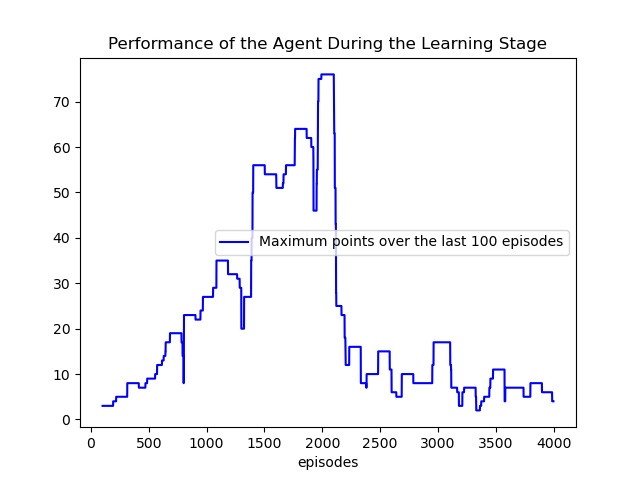 Performance of the Agent During the Learning Stage
70
60
50
40
30
20
10
0
Maximum points over the last 100 episodes
0 500 1000 1500 2000 2500 3000 3500 4000
episodes